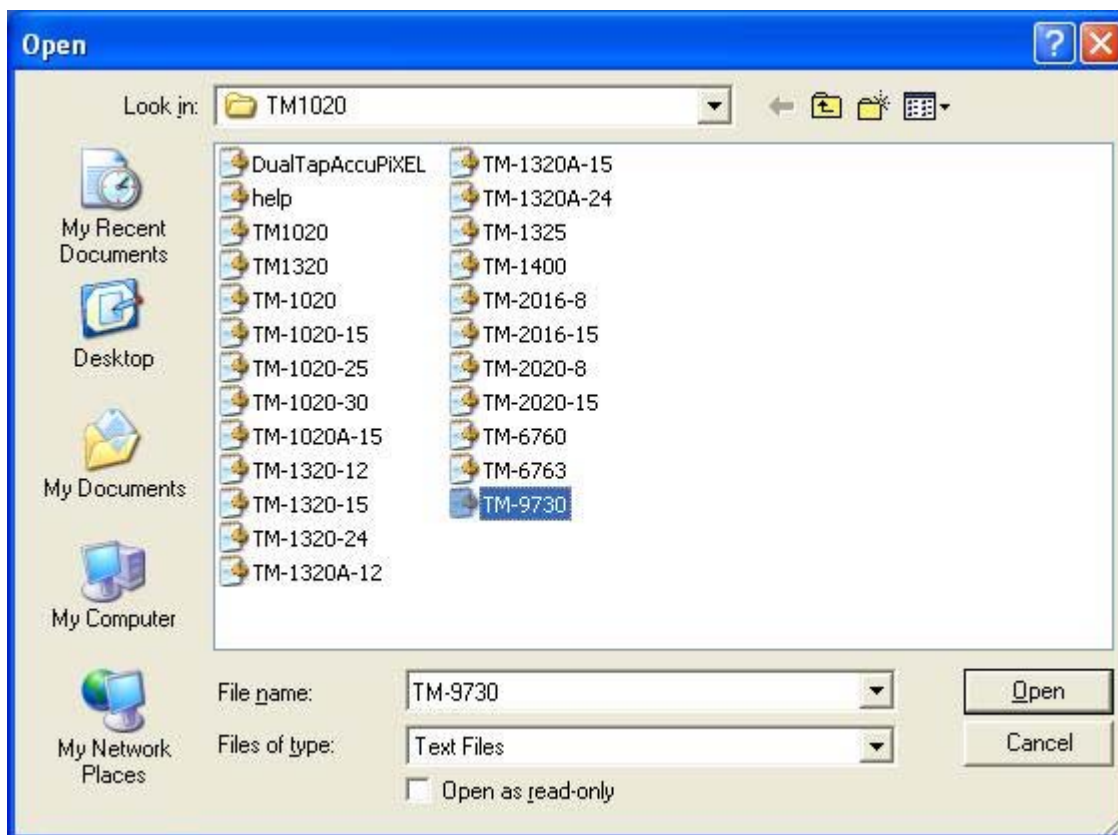 Open
Look in:
TM1020
My Recent
Documents
Desktop
My Documents
My Computer
My Network
Places
DualTapAccuPiXEL
help
TM1020
TM1320
TM-1020
TM-1020-15
TM-1020-25
TM-1020-30
TM-1020A-15
TM-1320-12
TM-1320-15
TM-1320-24
TM-1320A-12
TM-1320A-15
TM-1320A-24
TM-1325
TM-1400
TM-2016-8
TM-2016-15
TM-2020-8
TM-2020-15
TM-6760
TM-6763
TM-9730
File name:
TM-9730
Open
Files of type:
Text Files
Cancel
Open as read-only